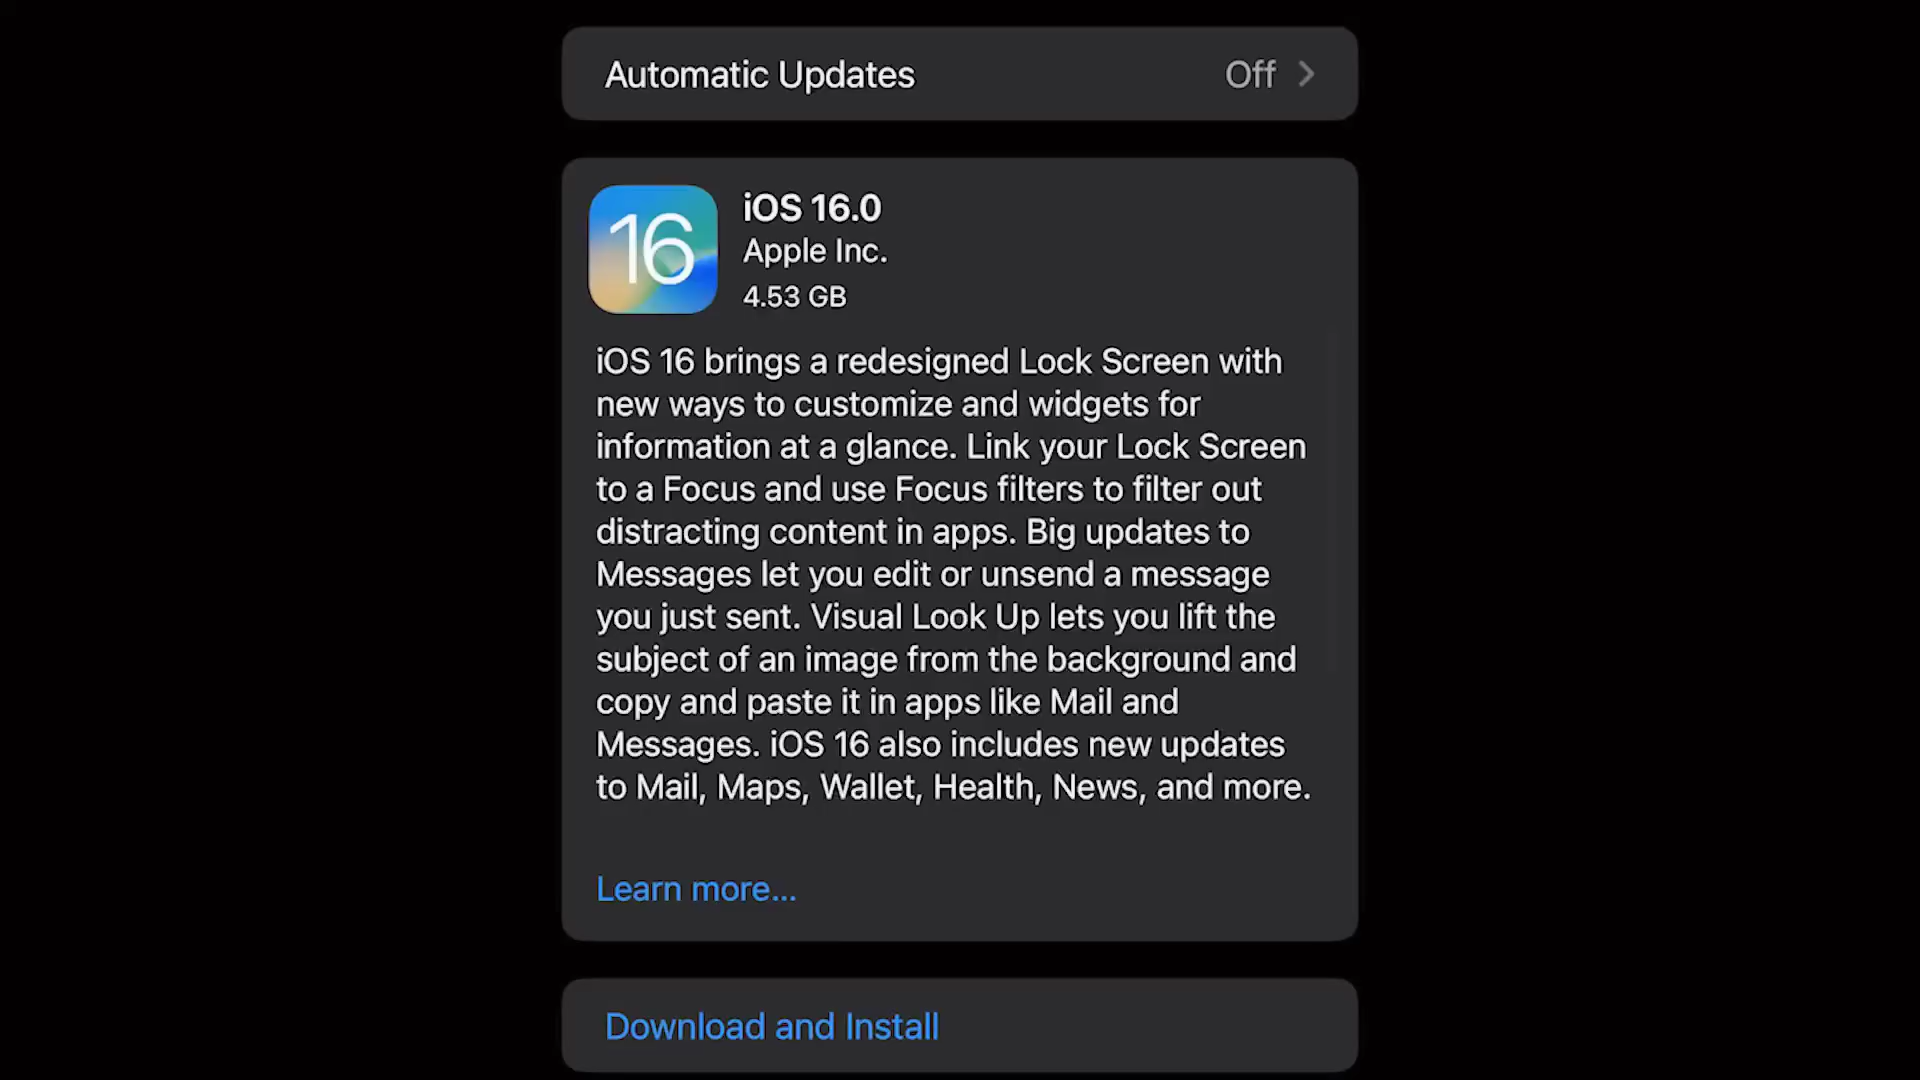 Automatic Updates Off
16
iOS 16.0
Apple Inc.
4.53 GB
iOS 16 brings a redesigned Lock Screen with
new ways to customize and widgets for
information at a glance. Link your Lock Screen
to a Focus and use Focus filters to filter out
distracting content in apps. Big updates to
Messages let you edit or unsend a message
you just sent. Visual Look Up lets you lift the
subject of an image from the background and
copy and paste it in apps like Mail and
Messages. iOS 16 also includes new updates
to Mail, Maps, Wallet, Health, News, and more.
Learn more...
Download and Install